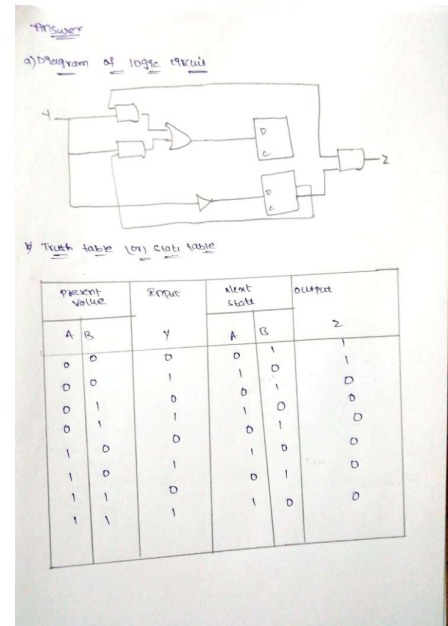 Answer
a) Diagram of logic circuit
Y
D
C
D
C
Z
b) Truth table (or) state table
Present Value Input Next state output
A B Y A B Z
0 0 0 0 1 1
0 0 1 1 0 1
0 1 0 0 1 0
0 1 1 1 0 0
1 0 0 0 1 0
1 0 1 1 0 0
1 1 0 0 1 0
1 1 1 1 0 0